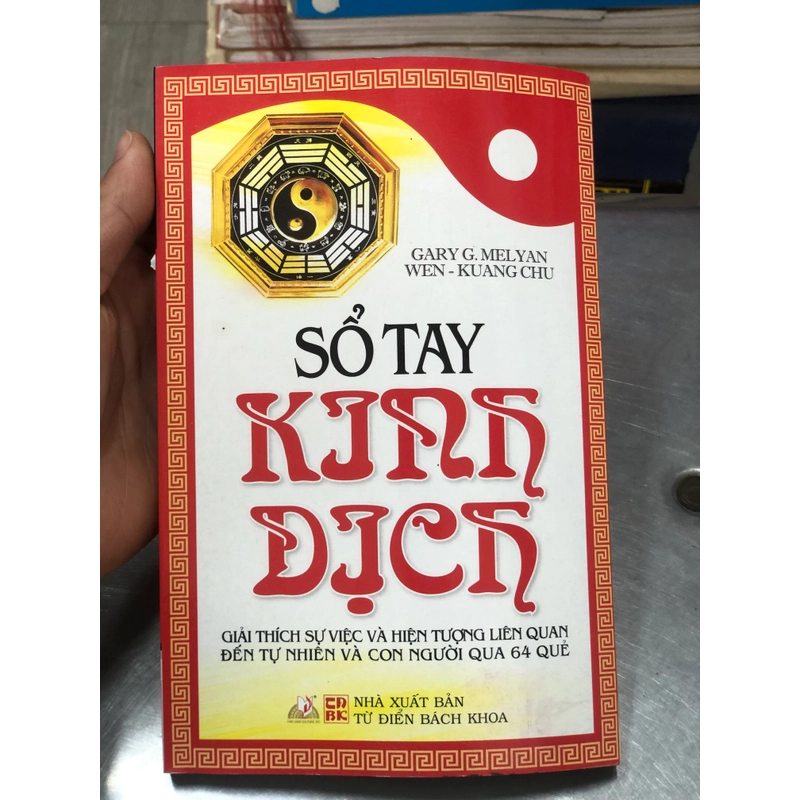 GARY G. MELYAN
WEN - KUANG CHU
SỔ TAY
KINH
DỊCH
GIẢI THÍCH SỰ VIỆC VÀ HIỆN TƯỢNG LIÊN QUAN
ĐẾN TỰ NHIÊN VÀ CON NGƯỜI QUA 64 QUẺ
NHÀ XUẤT BẢN
TỪ ĐIỂN BÁCH KHOA